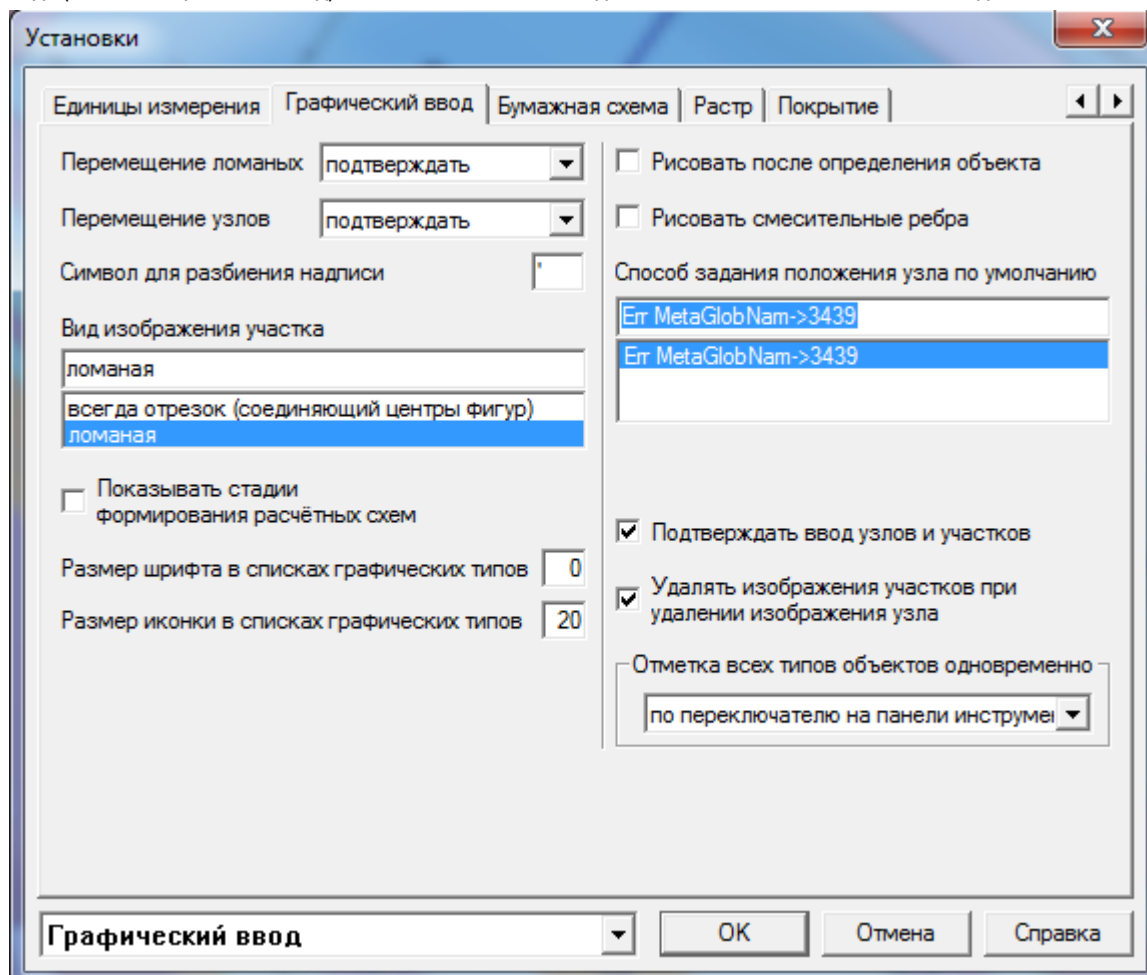 Установки
Единицы измерения Графический ввод Бумажная схема Растр Покрытие
Перемещение ломаных подтверждать
Перемещение узлов подтверждать
Символ для разбиения надписи '
Вид изображения участка
ломаная
всегда отрезок (соединяющий центры фигур)
ломаная
Показывать стадии
формирования расчётных схем
Размер шрифта в списках графических типов 0
Размер иконки в списках графических типов 20
Рисовать после определения объекта
Рисовать смесительные ребра
Способ задания положения узла по умолчанию
Err MetaGlobNam->3439
Err MetaGlobNam->3439
Подтверждать ввод узлов и участков
Удалять изображения участков при
удалении изображения узла
Отметка всех типов объектов одновременно
по переключателю на панели инструмен
Графический ввод OK Отмена Справка